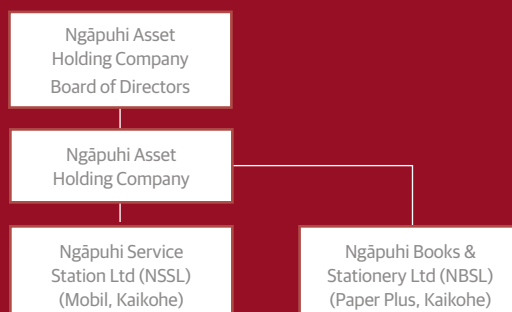 Ngāpuhi Asset
Holding Company
Board of Directors
Ngāpuhi Asset
Holding Company
Ngāpuhi Service
Station Ltd (NSSL)
(Mobil, Kaikohe)
Ngāpuhi Books &
Stationery Ltd (NBSL)
(Paper Plus, Kaikohe)